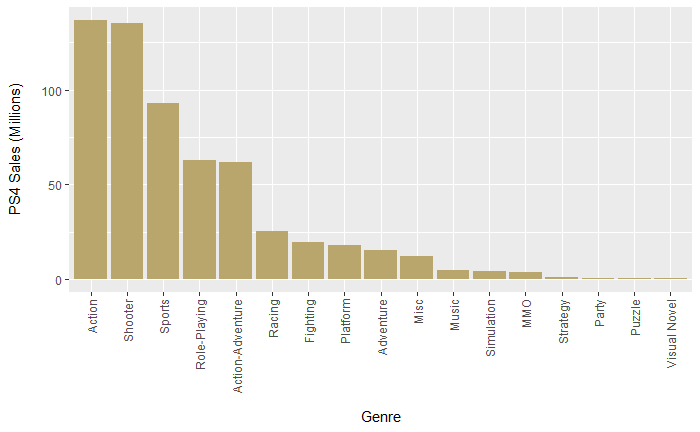 PS4 Sales (Millions)
100
50
0
Action
Shooter
Sports
Role-Playing
Action-Adventure
Racing
Fighting
Platform
Adventure
Misc
Music
Simulation
MMO
Strategy
Party
Puzzle
Visual Novel
Genre